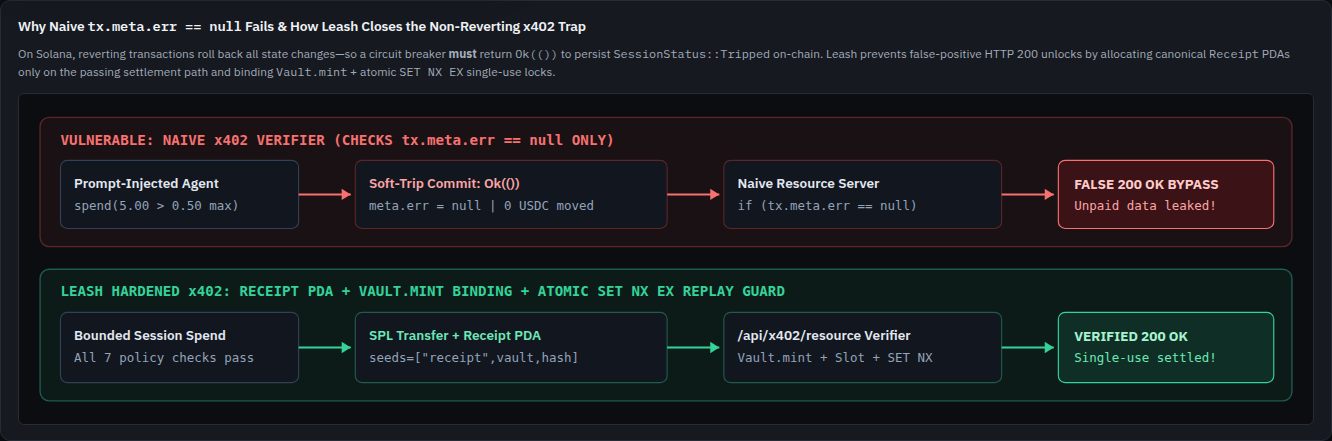 Why Naive tx.meta.err == null Fails & How Leash Closes the Non-Reverting x402 Trap
On Solana, reverting transactions roll back all state changes—so a circuit breaker must return Ok(()) to persist SessionStatus::Tripped on-chain. Leash prevents false-positive HTTP 200 unlocks by allocating canonical Receipt PDAs
only on the passing settlement path and binding Vault.mint + atomic SET NX EX single-use locks.
VULNERABLE: NAIVE x402 VERIFIER (CHECKS tx.meta.err == null ONLY)
Prompt-Injected Agent
spend(5.00 > 0.50 max)
Soft-Trip Commit: Ok(())
meta.err = null | 0 USDC moved
Naive Resource Server
if (tx.meta.err == null)
FALSE 200 OK BYPASS
Unpaid data leaked!
LEASH HARDENED x402: RECEIPT PDA + VAULT.MINT BINDING + ATOMIC SET NX EX REPLAY GUARD
Bounded Session Spend
All 7 policy checks pass
SPL Transfer + Receipt PDA
seeds=["receipt",vault,hash]
/api/x402/resource Verifier
Vault.mint + Slot + SET NX
VERIFIED 200 OK
Single-use settled!